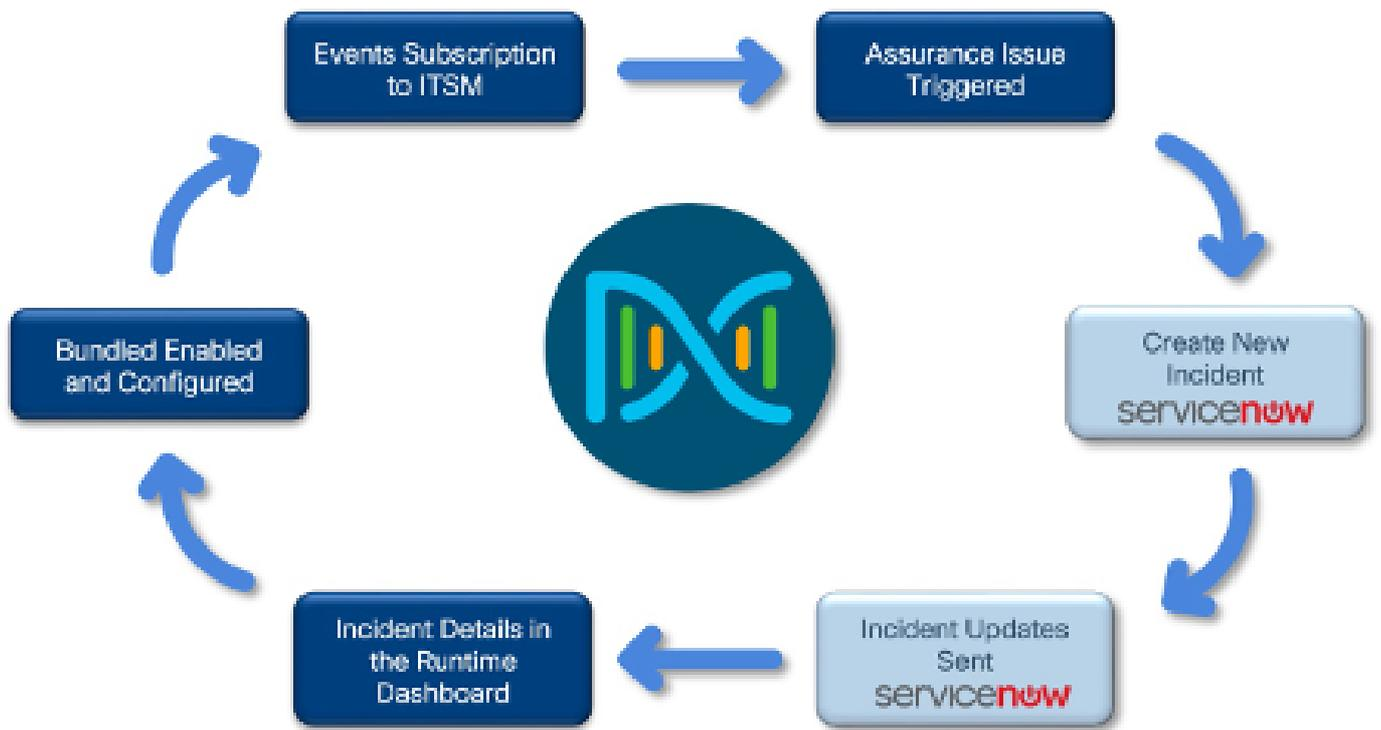 Events Subscription
to ITSM
Assurance Issue
Triggered
Bundled Enabled
and Configured
Create New
Incident
servicenow
Incident Details in
the Runtime
Dashboard
Incident Updates
Sent
servicenow